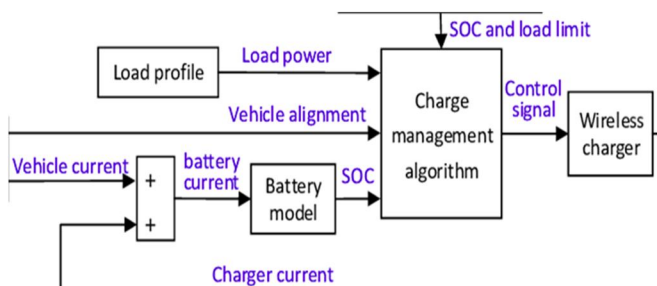 SOC and load limit
Load profile
Load power
Vehicle alignment
Charge
management
algorithm
Control
signal
Wireless
charger
Vehicle current
+
+
battery
current
Battery
model
SOC
Charger current